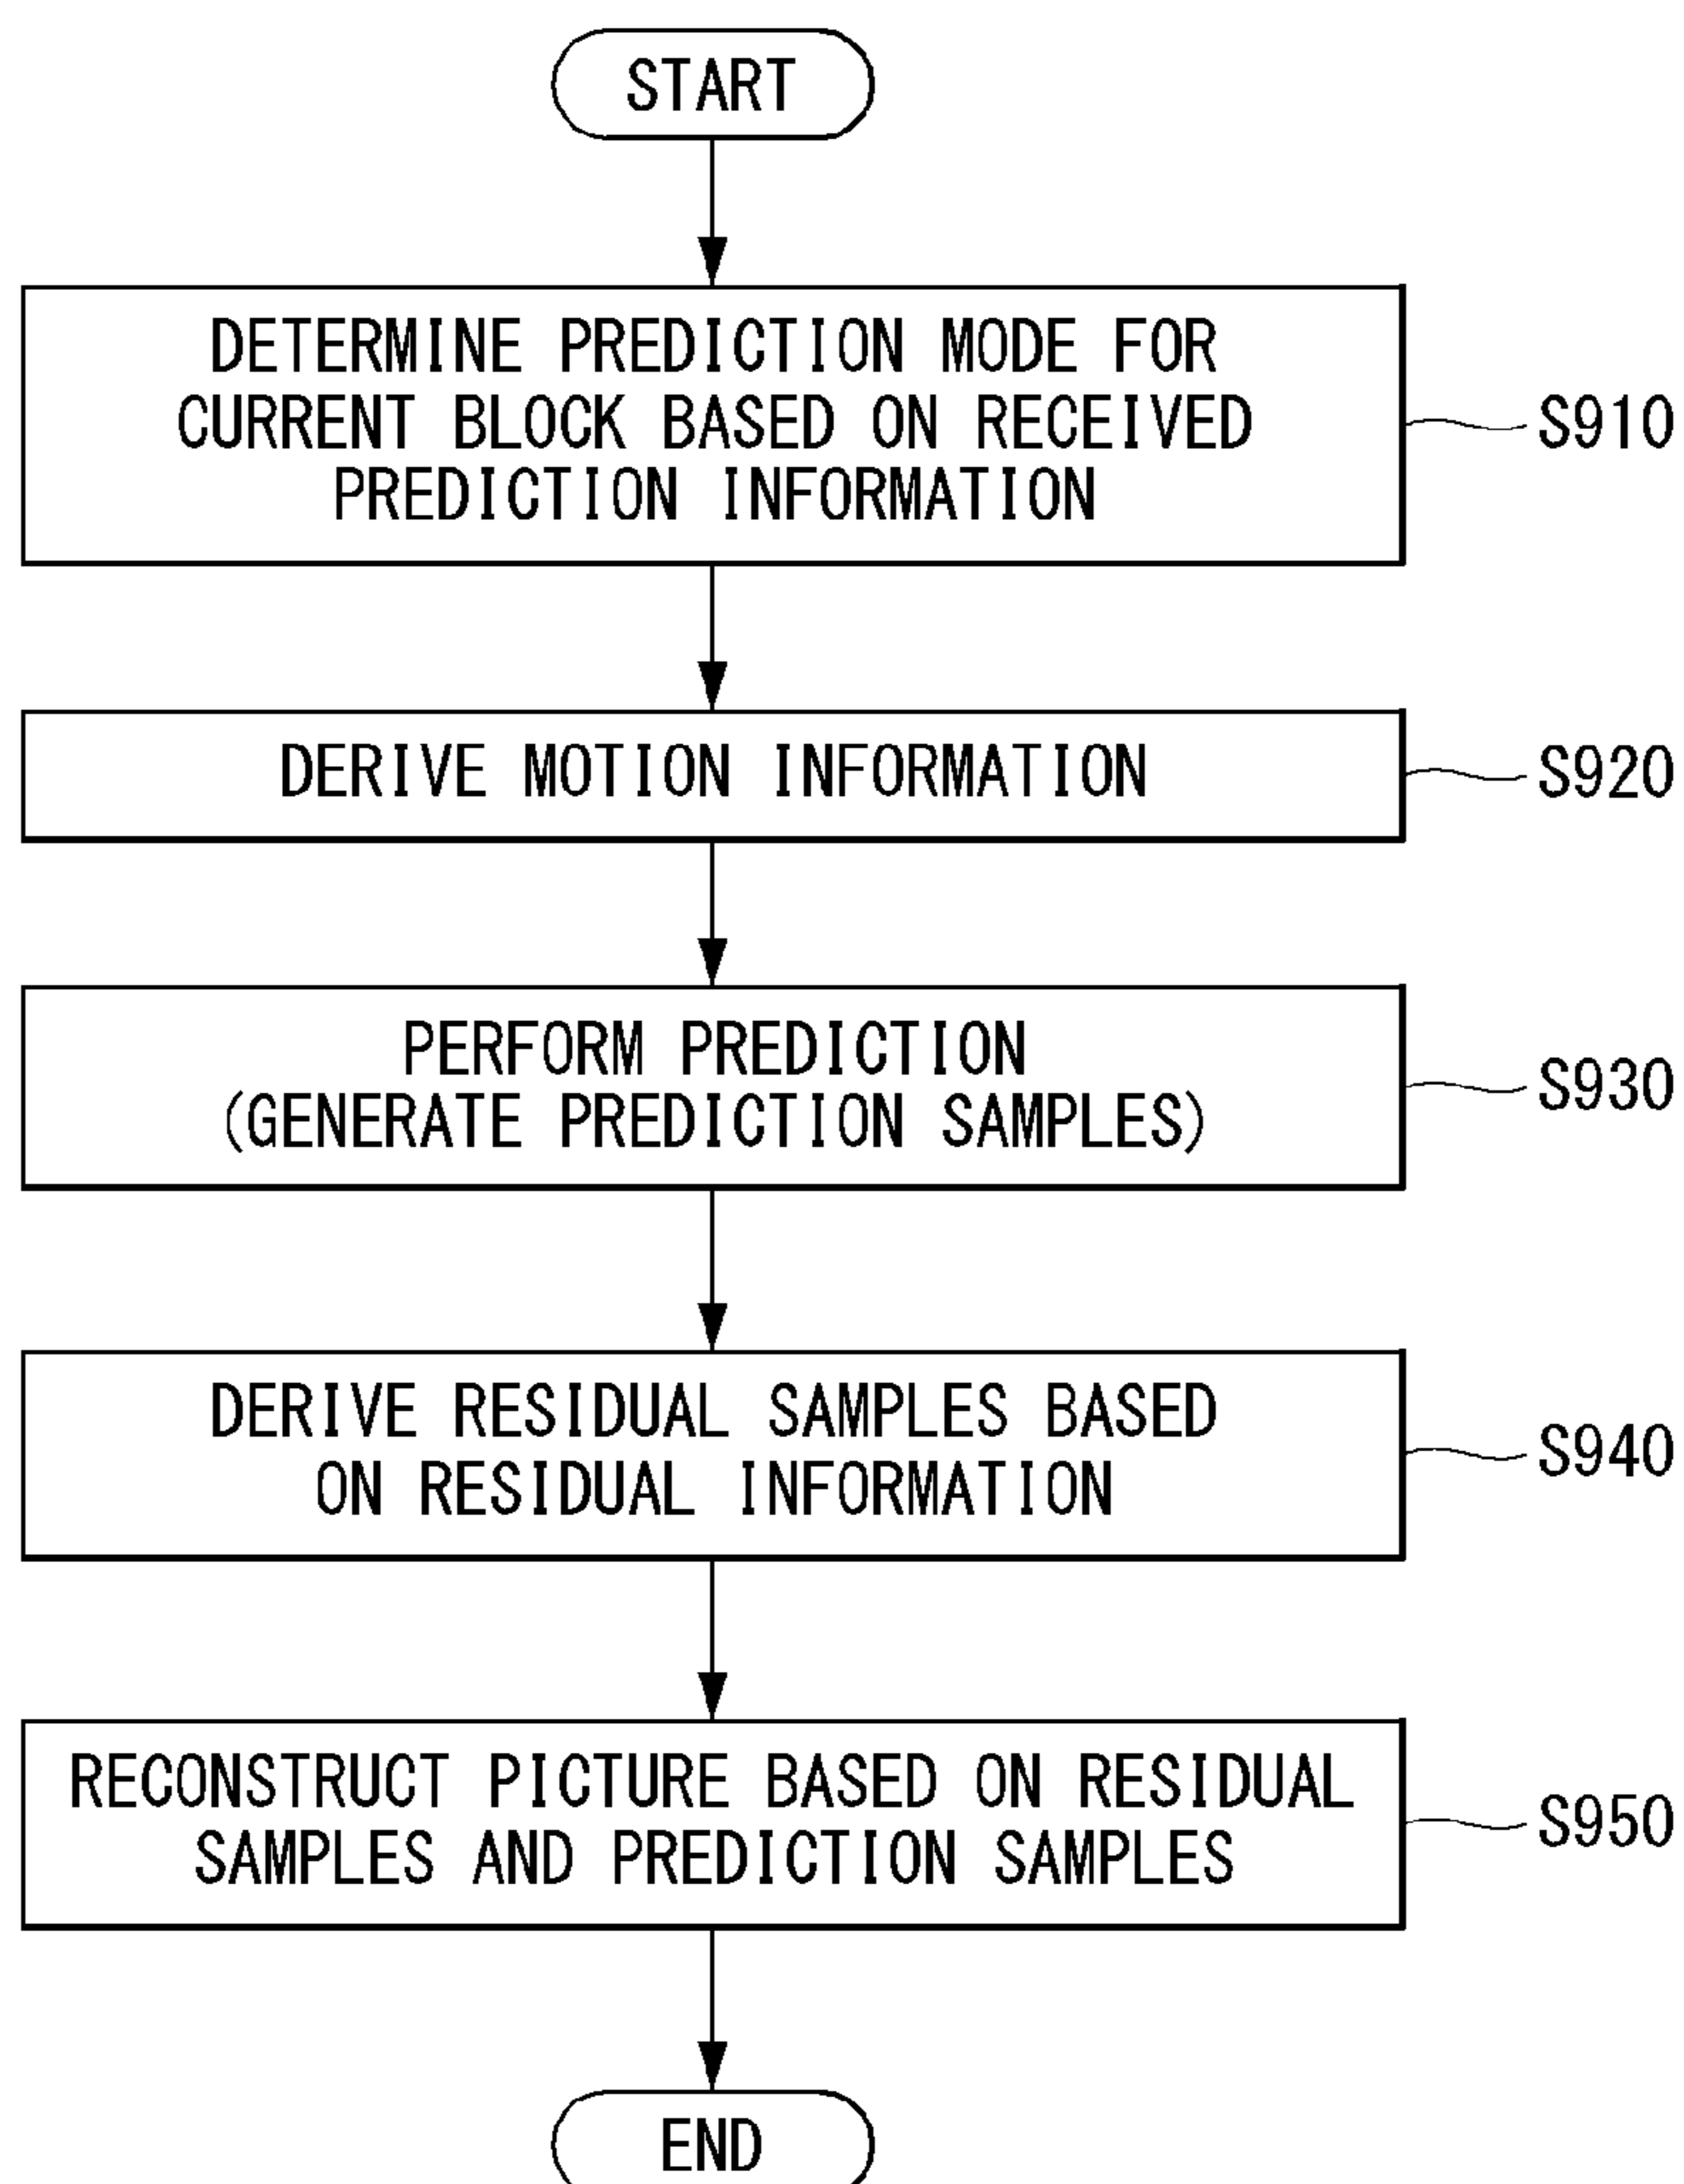 START
DETERMINE PREDICTION MODE FOR
CURRENT BLOCK BASED ON RECEIVED
PREDICTION INFORMATION
S910
DERIVE MOTION INFORMATION
S920
PERFORM PREDICTION
(GENERATE PREDICTION SAMPLES)
S930
DERIVE RESIDUAL SAMPLES BASED
ON RESIDUAL INFORMATION
S940
RECONSTRUCT PICTURE BASED ON RESIDUAL
SAMPLES AND PREDICTION SAMPLES
S950
END